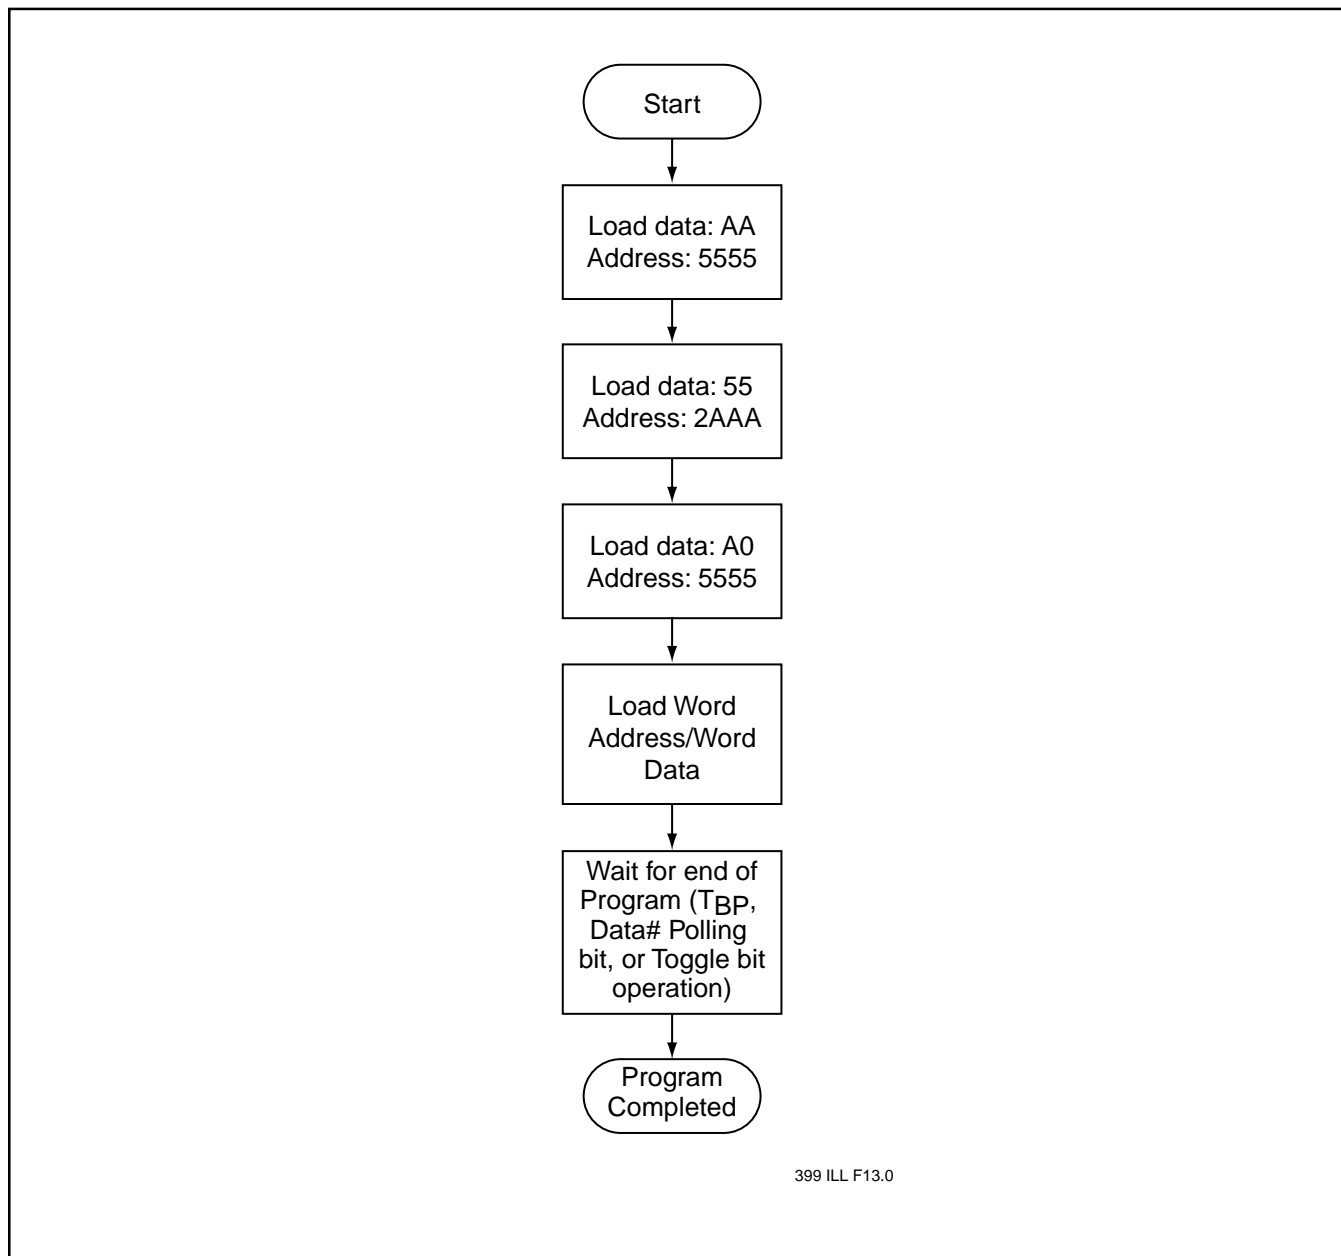 Start
Load data: AA
Address: 5555
Load data: 55
Address: 2AAA
Load data: A0
Address: 5555
Load Word
Address/Word
Data
Wait for end of
Program (TBP,
Data# Polling
bit, or Toggle bit
operation)
Program
Completed
399 ILL F13.0